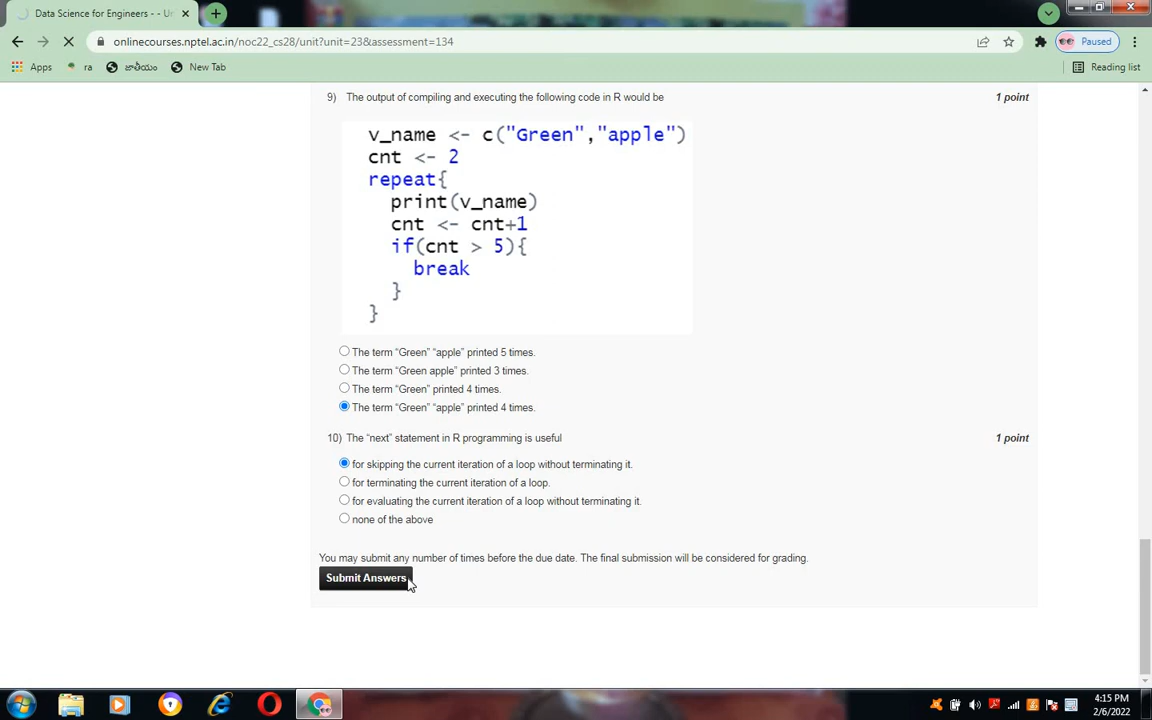 Data Science for Engineers - - Un
onlinecourses.nptel.ac.in/noc22_cs28/unit?unit=23&assessment=134
Paused
Apps
ra
జాతీయం
New Tab
Reading list
9) The output of compiling and executing the following code in R would be
1 point
v_name <- c("Green","apple")
cnt <- 2
repeat{
print(v_name)
cnt <- cnt+1
if(cnt > 5){
break
}
}
The term “Green” “apple” printed 5 times.
The term “Green apple” printed 3 times.
The term “Green” printed 4 times.
The term “Green” “apple” printed 4 times.
10) The “next” statement in R programming is useful
1 point
for skipping the current iteration of a loop without terminating it.
for terminating the current iteration of a loop.
for evaluating the current iteration of a loop without terminating it.
none of the above
You may submit any number of times before the due date. The final submission will be considered for grading.
Submit Answers
4:15 PM
2/6/2022